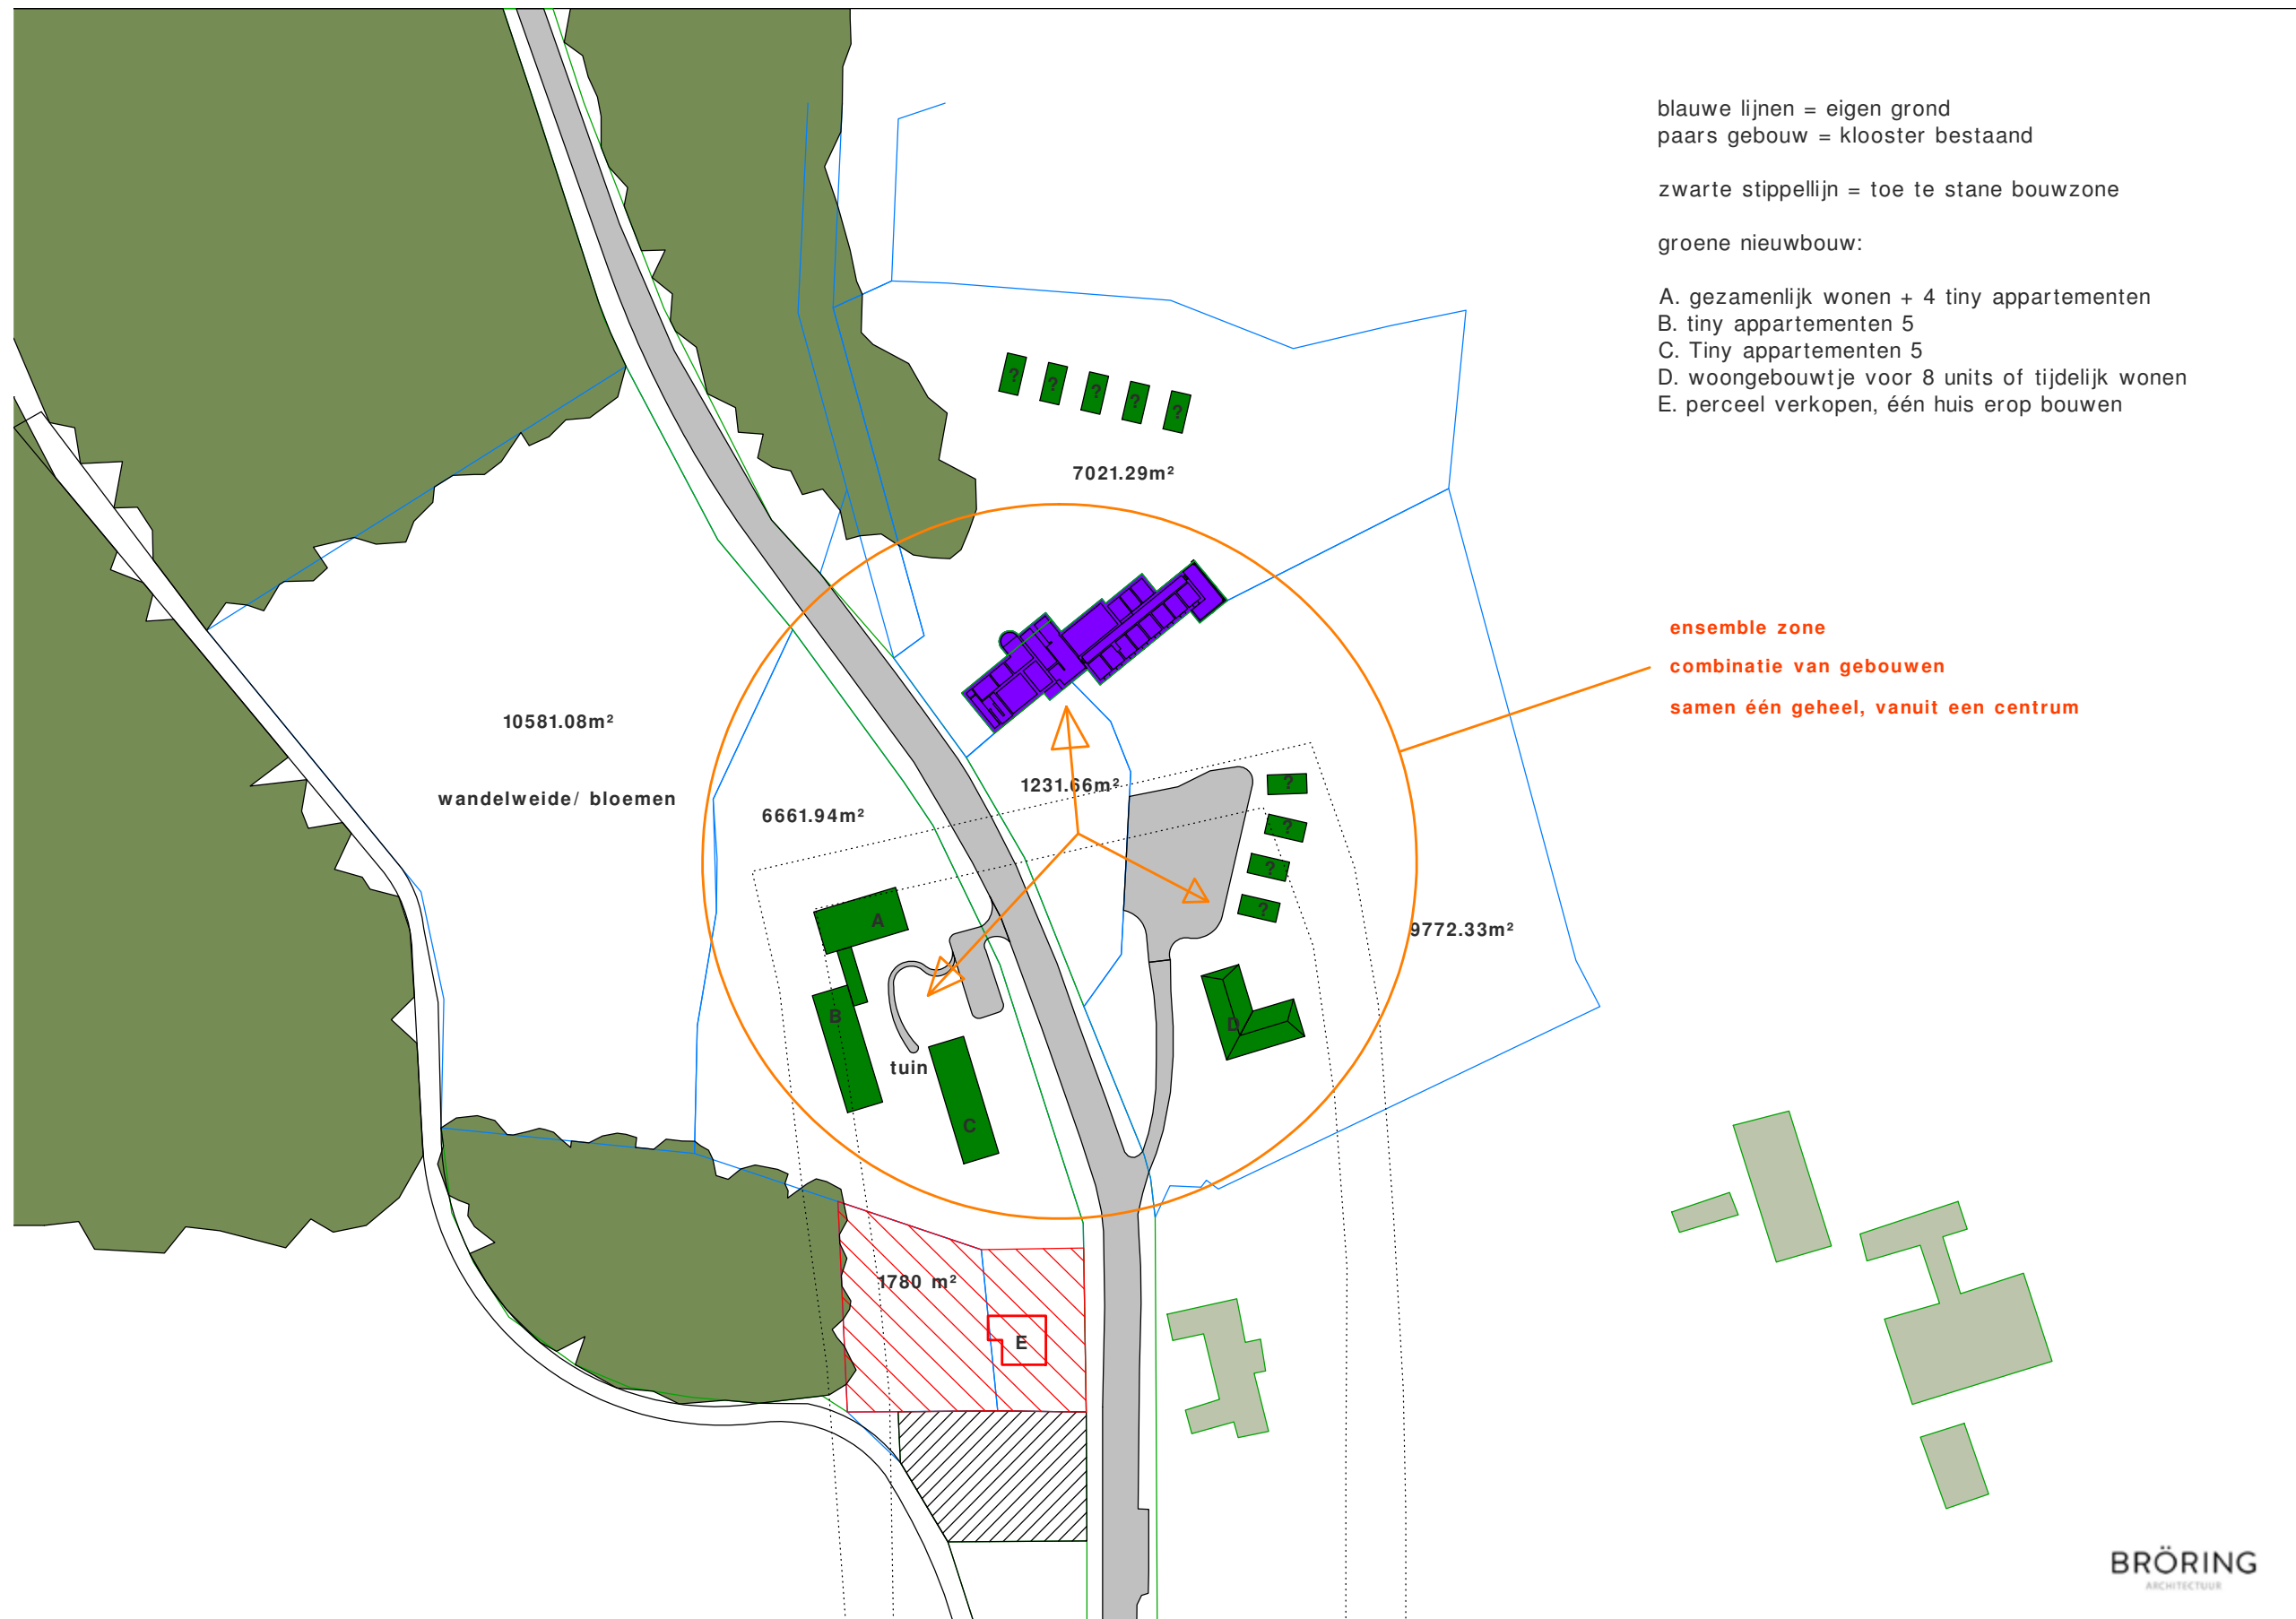 blauwe lijnen = eigen grond
paars gebouw = klooster bestaand
zwarte stippellijn = toe te stane bouwzone
groene nieuwbouw:
A. gezamenlijk wonen + 4 tiny appartementen
B. tiny appartementen 5
C. Tiny appartementen 5
D. woongebouwtje voor 8 units of tijdelijk wonen
E. perceel verkopen, één huis erop bouwen
? ? ? ? ?
7021.29m²
ensemble zone
combinatie van gebouwen
samen één geheel, vanuit een centrum
10581.08m²
wandelweide/ bloemen
6661.94m²
1231.66m²
?
?
?
?
9772.33m²
A
B
D
tuin
C
1780 m²
E
BRÖRING
ARCHITECTUUR